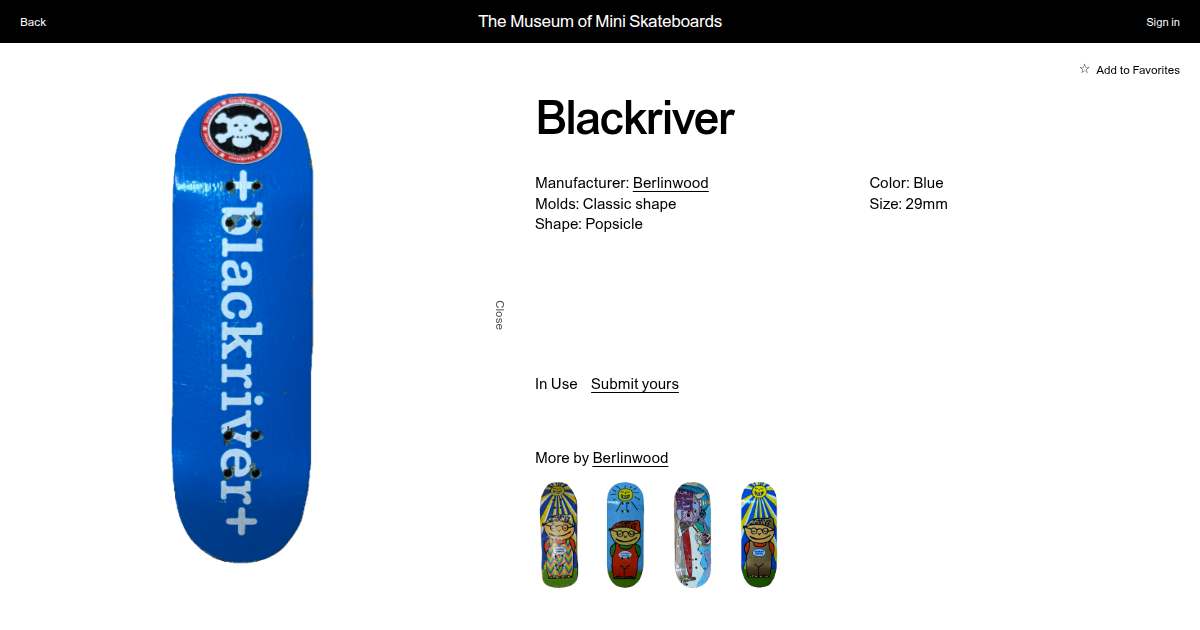 Back
The Museum of Mini Skateboards
Sign in
☆ Add to Favorites
Blackriver
Manufacturer: Berlinwood
Molds: Classic shape
Shape: Popsicle
Color: Blue
Size: 29mm
+blackriver+
Close
In Use Submit yours
More by Berlinwood